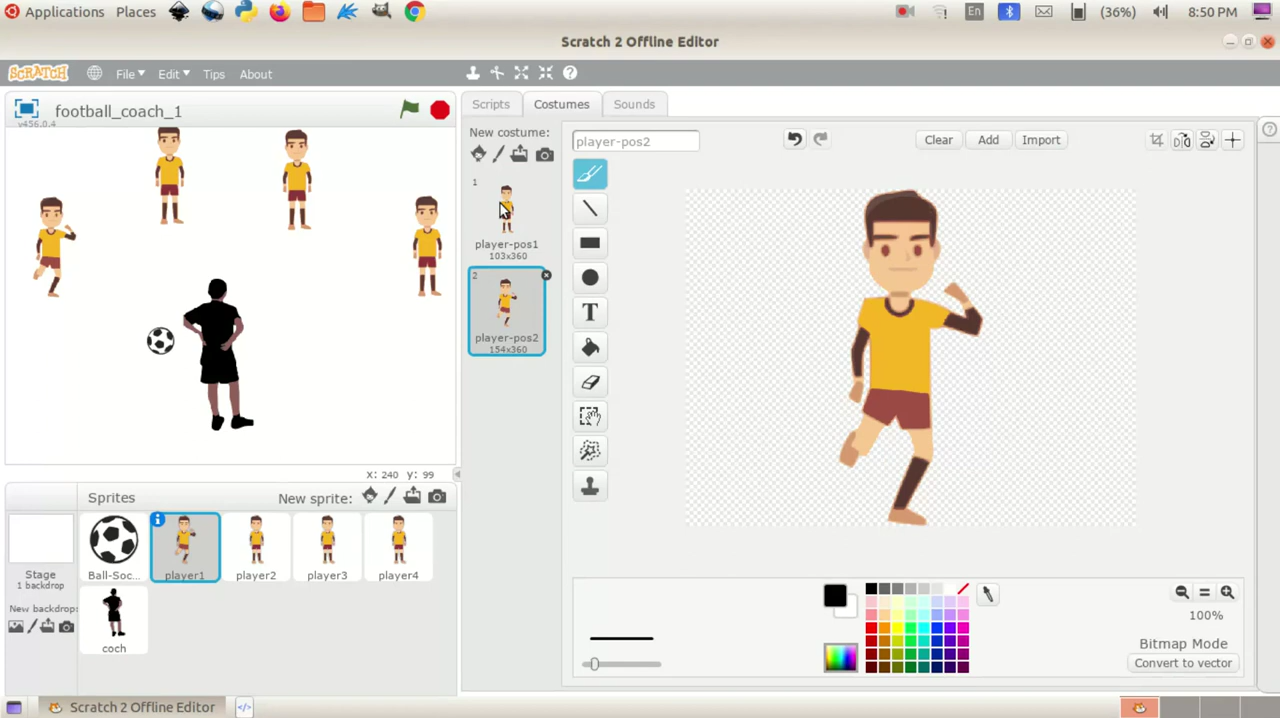 Applications Places En (36%) 8:50 PM
Scratch 2 Offline Editor
SCRATCH File Edit Tips About
football_coach_1
v456.0.4
Scripts Costumes Sounds
New costume:
player-pos2
Clear Add Import
1
player-pos1
103x360
2
player-pos2
154x360
T
x: 240 y: 99
Sprites New sprite:
Stage
1 backdrop
New backdrop:
Ball-Soc...
player1
player2
player3
player4
coch
100%
Bitmap Mode
Convert to vector
Scratch 2 Offline Editor